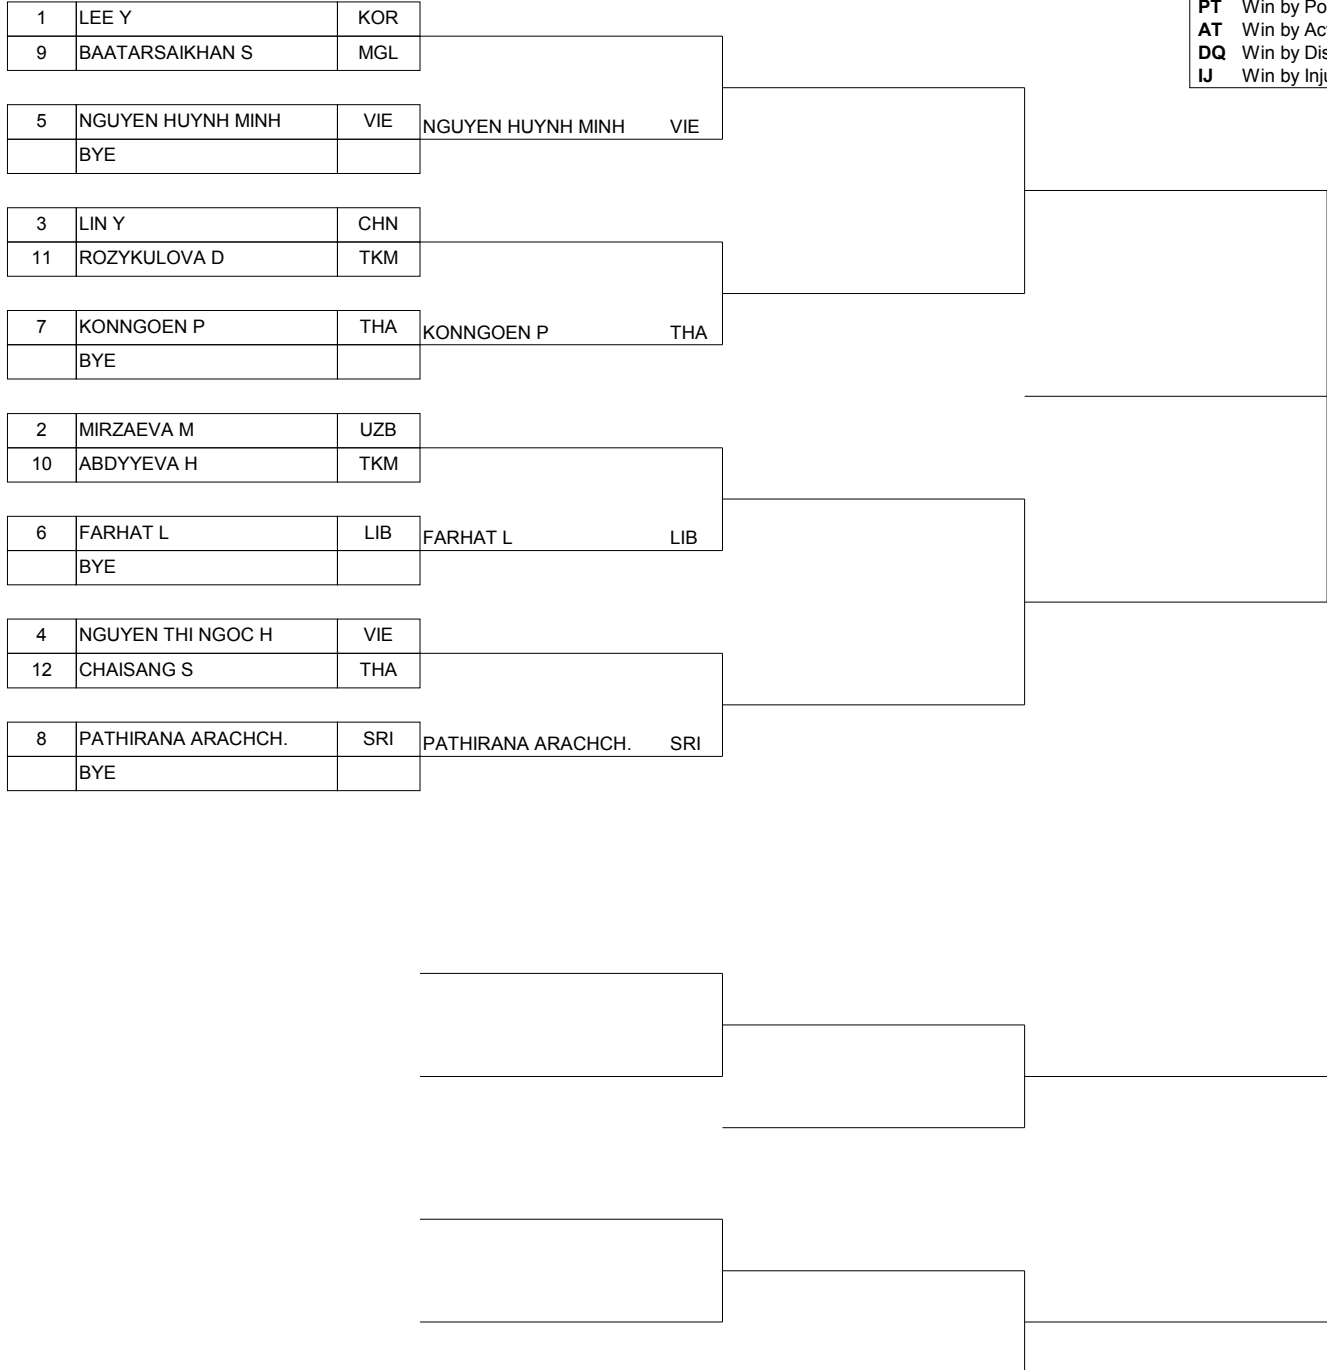 PT Win by Po
AT Win by Ac
DQ Win by Dis
IJ Win by Inj
1 LEE Y KOR
9 BAATARSAIKHAN S MGL
5 NGUYEN HUYNH MINH VIE NGUYEN HUYNH MINH VIE
BYE
3 LIN Y CHN
11 ROZYKULOVA D TKM
7 KONNGOEN P THA KONNGOEN P THA
BYE
2 MIRZAEVA M UZB
10 ABDYYEVA H TKM
6 FARHAT L LIB FARHAT L LIB
BYE
4 NGUYEN THI NGOC H VIE
12 CHAISANG S THA
8 PATHIRANA ARACHCH. SRI PATHIRANA ARACHCH. SRI
BYE